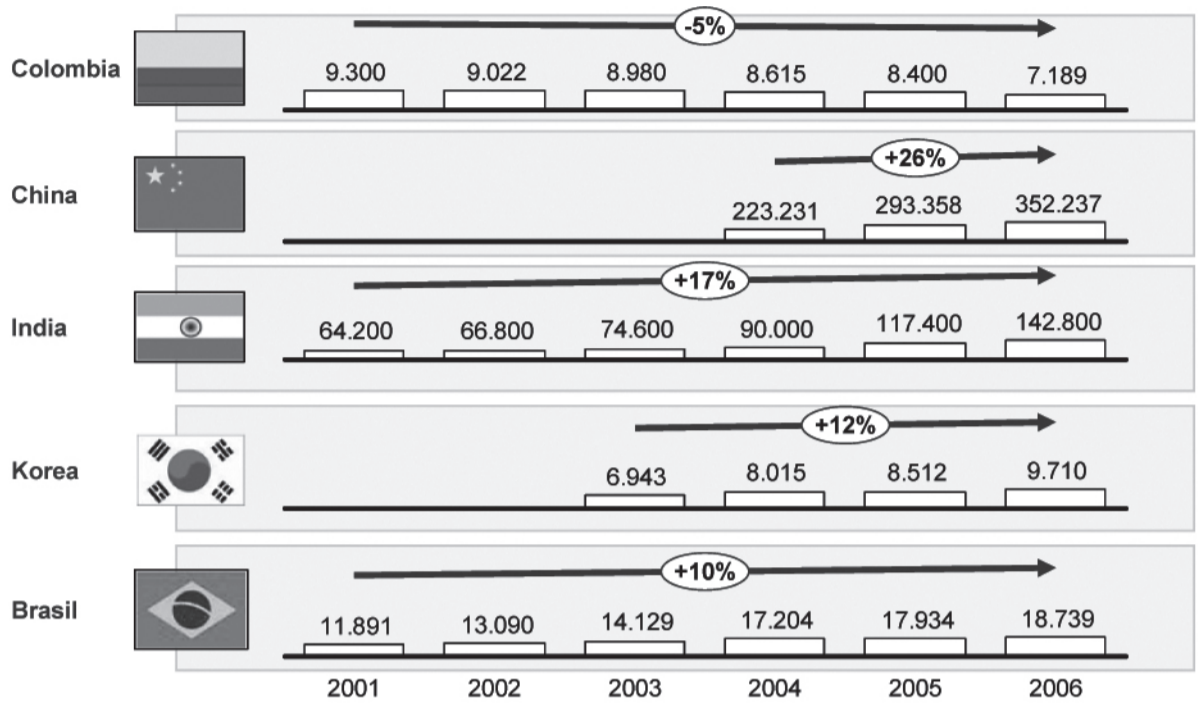 -5%
Colombia
9.300 9.022 8.980 8.615 8.400 7.189
+26%
China
223.231 293.358 352.237
+17%
India
64.200 66.800 74.600 90.000 117.400 142.800
+12%
Korea
6.943 8.015 8.512 9.710
+10%
Brasil
11.891 13.090 14.129 17.204 17.934 18.739
2001 2002 2003 2004 2005 2006